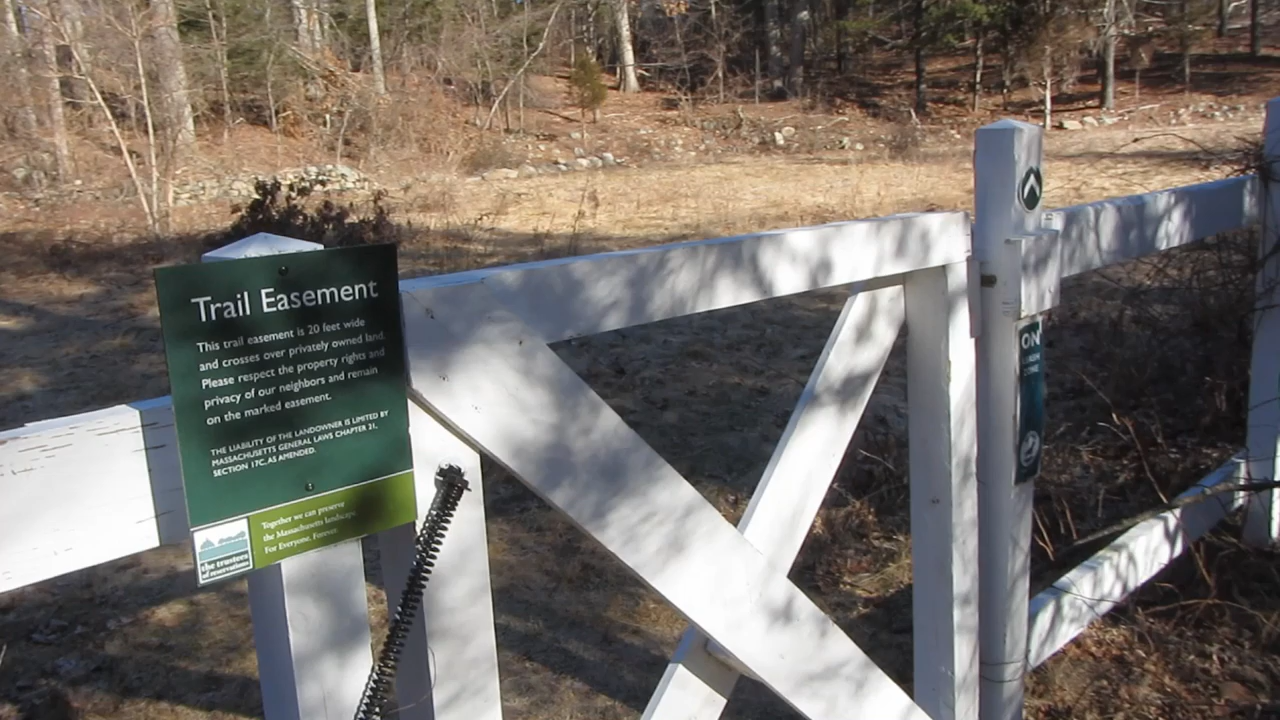 Trail Easement
This trail easement is 20 feet wide
and crosses over privately owned land.
Please respect the property rights and
privacy of our neighbors and remain
on the marked easement.
THE LIABILITY OF THE LANDOWNER IS LIMITED BY
MASSACHUSETTS GENERAL LAWS CHAPTER 21,
SECTION 17C, AS AMENDED.
Together we can preserve
the Massachusetts landscape.
For Everyone. Forever.
the trustees
of reservations
ON